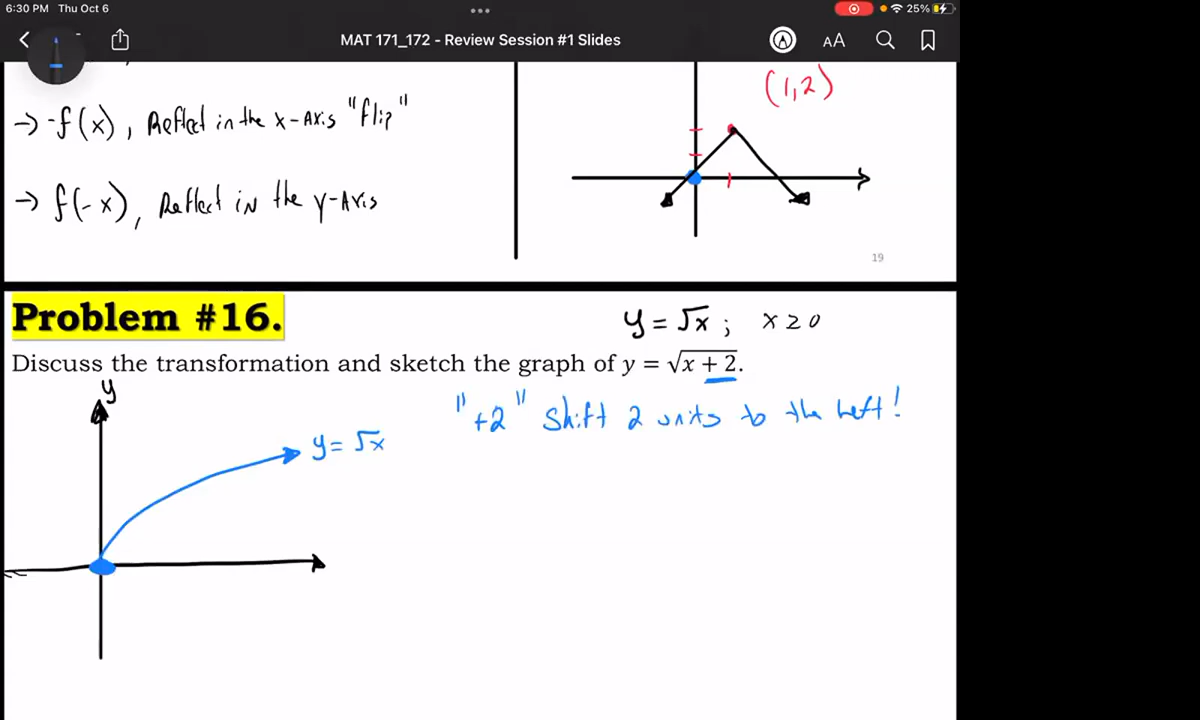 6:30 PM Thu Oct 6
25%
MAT 171_172 - Review Session #1 Slides
AA
(1,2)
→ -f(x), Reflect in the x-Axis "flip"
→ f(-x), Reflect in the y-Axis
19
Problem #16.
y = √x ; x ≥ 0
Discuss the transformation and sketch the graph of y = √x + 2.
y
"+2" Shift 2 units to the Left!
y = √x